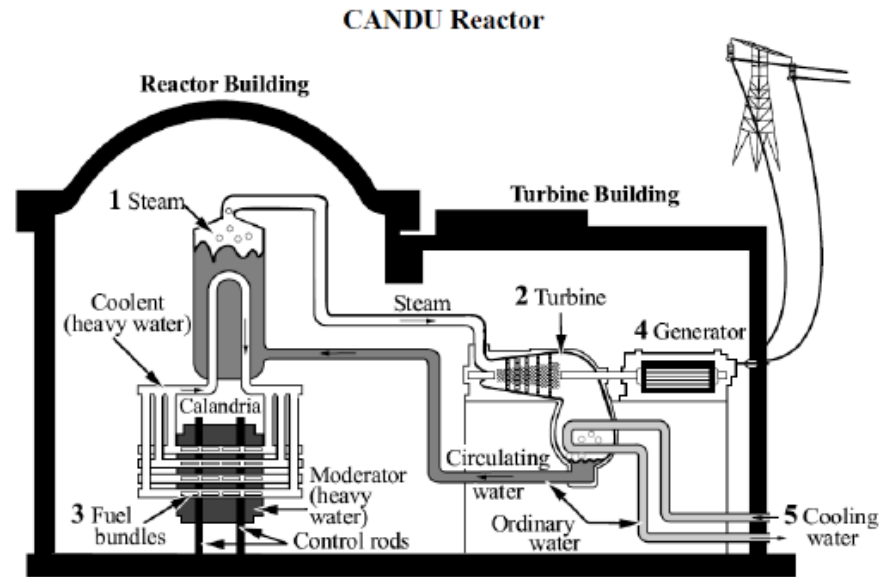 CANDU Reactor
Reactor Building
Turbine Building
1 Steam
Steam
2 Turbine
4 Generator
Coolent
(heavy water)
Calandria
Moderator
(heavy
water)
3 Fuel
bundles
Control rods
Circulating
water
Ordinary
water
5 Cooling
water